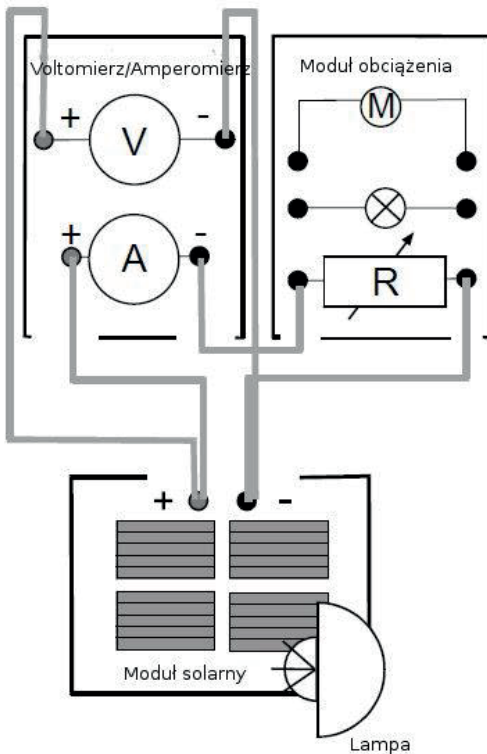 Voltomierz/Amperomierz
+ V -
+ A -
Moduł obciążenia
M
R
+ -
Moduł solarny
Lampa